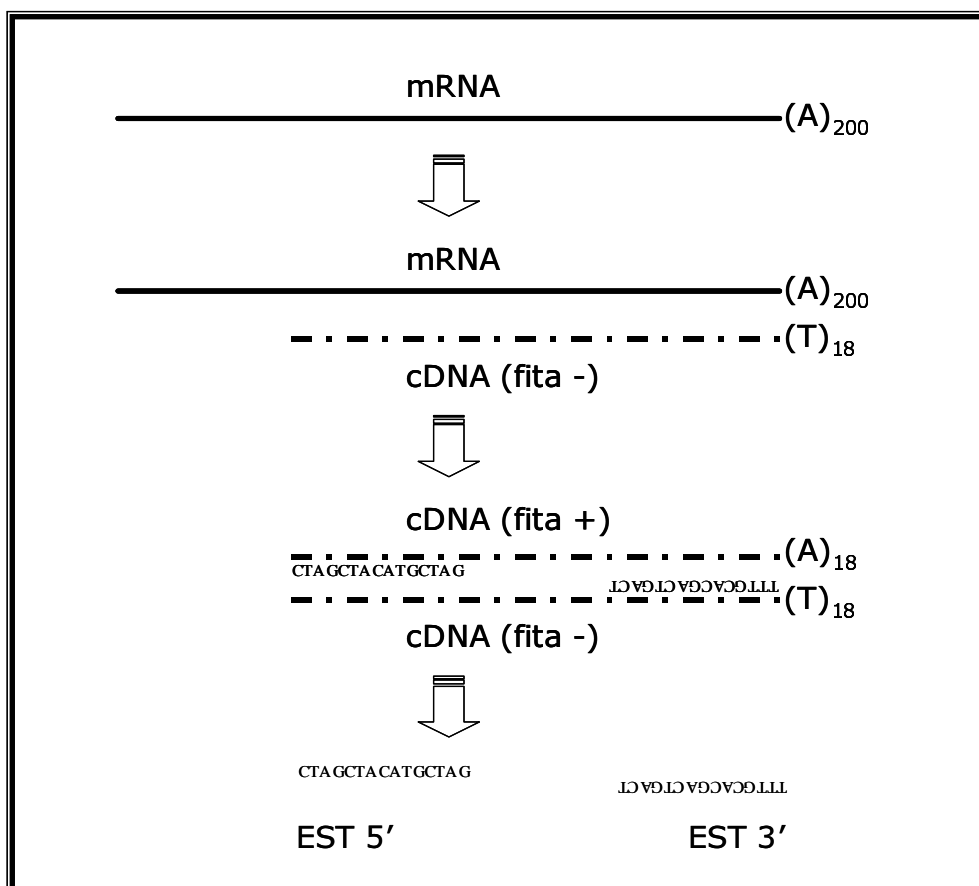 mRNA
(A)200
mRNA
(A)200
(T)18
cDNA (fita -)
cDNA (fita +)
(A)18
CTAGCTACATGCTAG
TTTGCACGACTGACT
(T)18
cDNA (fita -)
CTAGCTACATGCTAG
TTTGCACGACTGACT
EST 5’
EST 3’